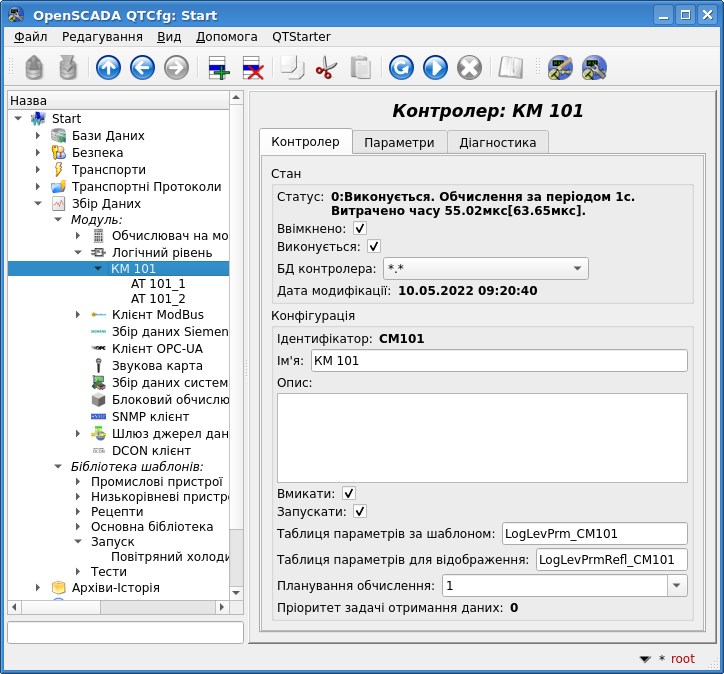 OpenSCADA QTCfg: Start
Файл Редагування Вид Допомога QTStarter
Назва
Start
Бази Даних
Безпека
Транспорти
Транспортні Протоколи
Збір Даних
Модуль:
Обчислювач на мо
Логічний рівень
КМ 101
AT 101_1
AT 101_2
Клієнт ModBus
Збір даних Siemen
Клієнт OPC-UA
Звукова карта
Збір даних систем
Блоковий обчислю
SNMP клієнт
Шлюз джерел дан
DCON клієнт
Бібліотека шаблонів:
Промислові пристрої
Низькорівневі пристро
Рецепти
Основна бібліотека
Запуск
Повітряний холоди
Тести
Архіви-Історія
Контролер: КМ 101
Контролер Параметри Діагностика
Стан
Статус: 0:Виконується. Обчислення за періодом 1с.
Витрачено часу 55.02мкс[63.65мкс].
Ввімкнено:
Виконується:
БД контролера: *.*
Дата модифікації: 10.05.2022 09:20:40
Конфігурація
Ідентифікатор: CM101
Ім'я: КМ 101
Опис:
Вмикати:
Запускати:
Таблиця параметрів за шаблоном: LogLevPrm_CM101
Таблиця параметрів для відображення: LogLevPrmRefl_CM101
Планування обчислення: 1
Пріоритет задачі отримання даних: 0
* root